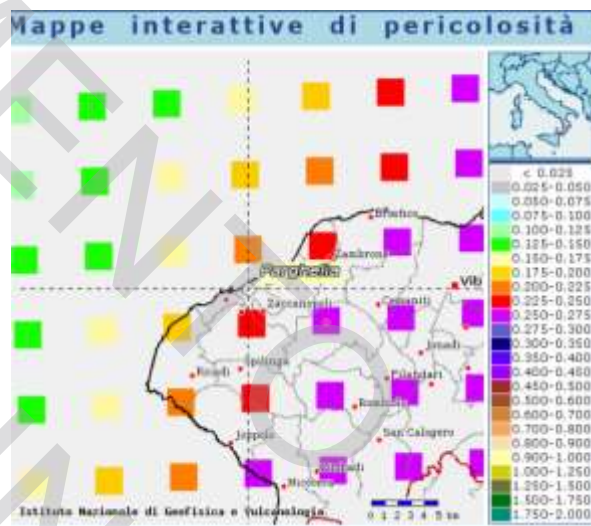 Mappe interattive di pericolosità
< 0.025
0.025-0.050
0.050-0.075
0.075-0.100
0.100-0.125
0.125-0.150
0.150-0.175
0.175-0.200
0.200-0.225
0.225-0.250
0.250-0.275
0.275-0.300
0.300-0.350
0.350-0.400
0.400-0.450
0.450-0.500
0.500-0.600
0.600-0.700
0.700-0.800
0.800-0.900
0.900-1.000
1.000-1.250
1.250-1.500
1.500-1.750
1.750-2.000
Briatico
Zambrone
Parghelia
Vib
Zaccanopoli
Cessaniti
Jonadi
Spilinga
Ricadi
Filandari
Rombiolo
Joppolo
San Calogero
Limbadi
Nicotera
0 1 2 3 4 5 km
Istituto Nazionale di Geofisica e Vulcanologia